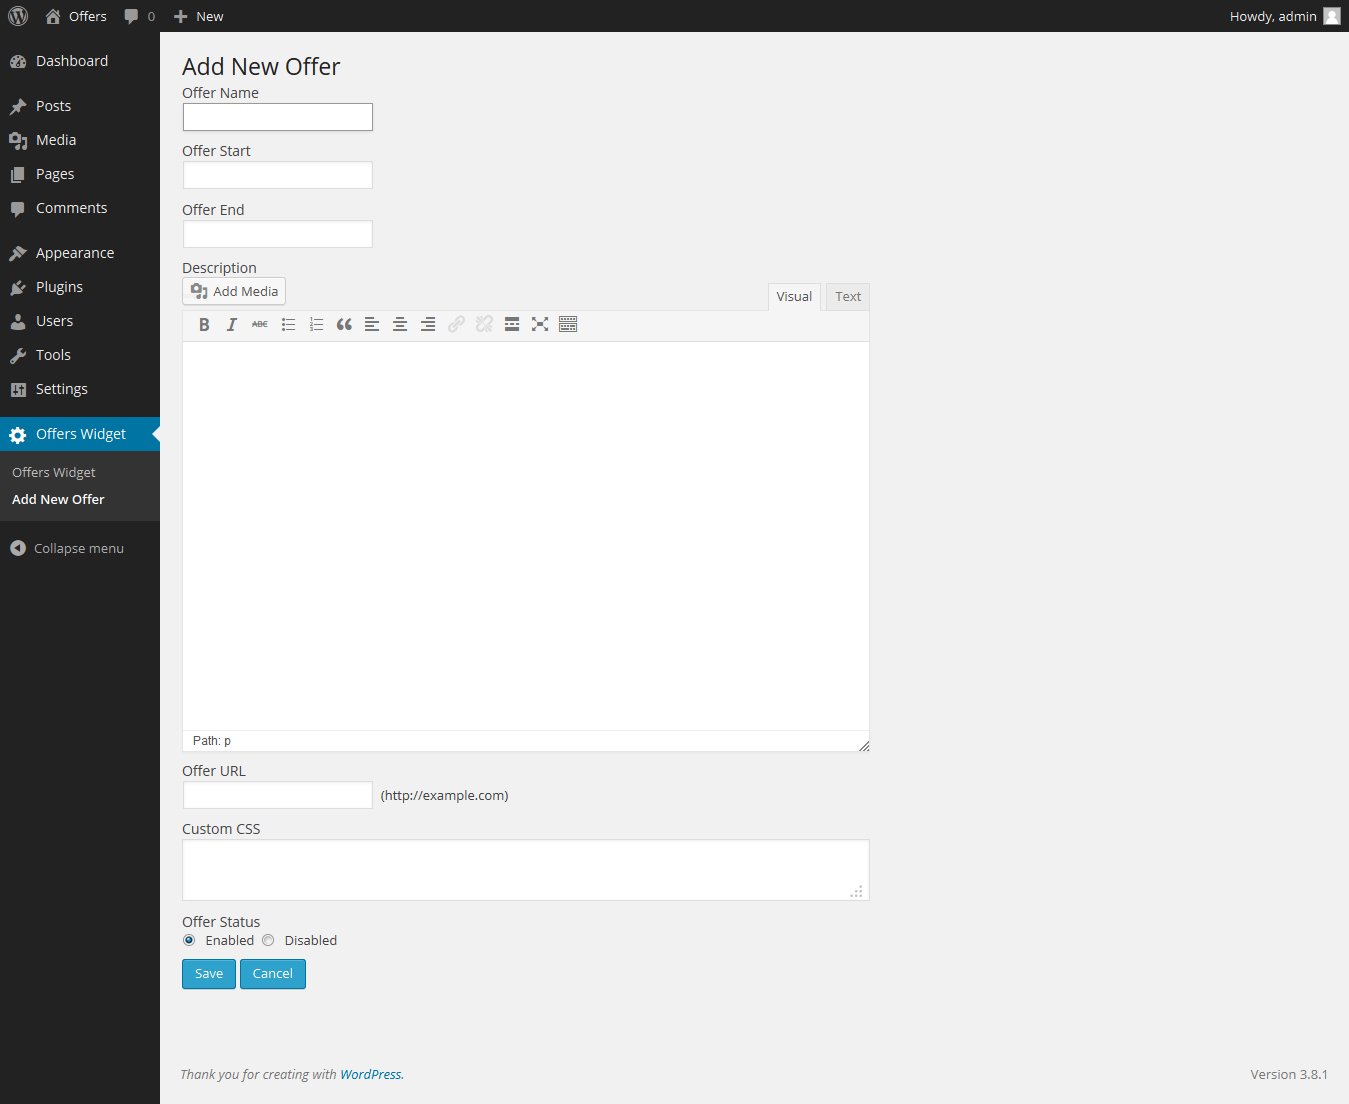 Offers 0 New Howdy, admin
Dashboard
Posts
Media
Pages
Comments
Appearance
Plugins
Users
Tools
Settings
Offers Widget
Offers Widget
Add New Offer
Collapse menu
Add New Offer
Offer Name
Offer Start
Offer End
Description
Add Media Visual Text
B I ABC
Path: p
Offer URL
(http://example.com)
Custom CSS
Offer Status
Enabled Disabled
Save Cancel
Thank you for creating with WordPress. Version 3.8.1